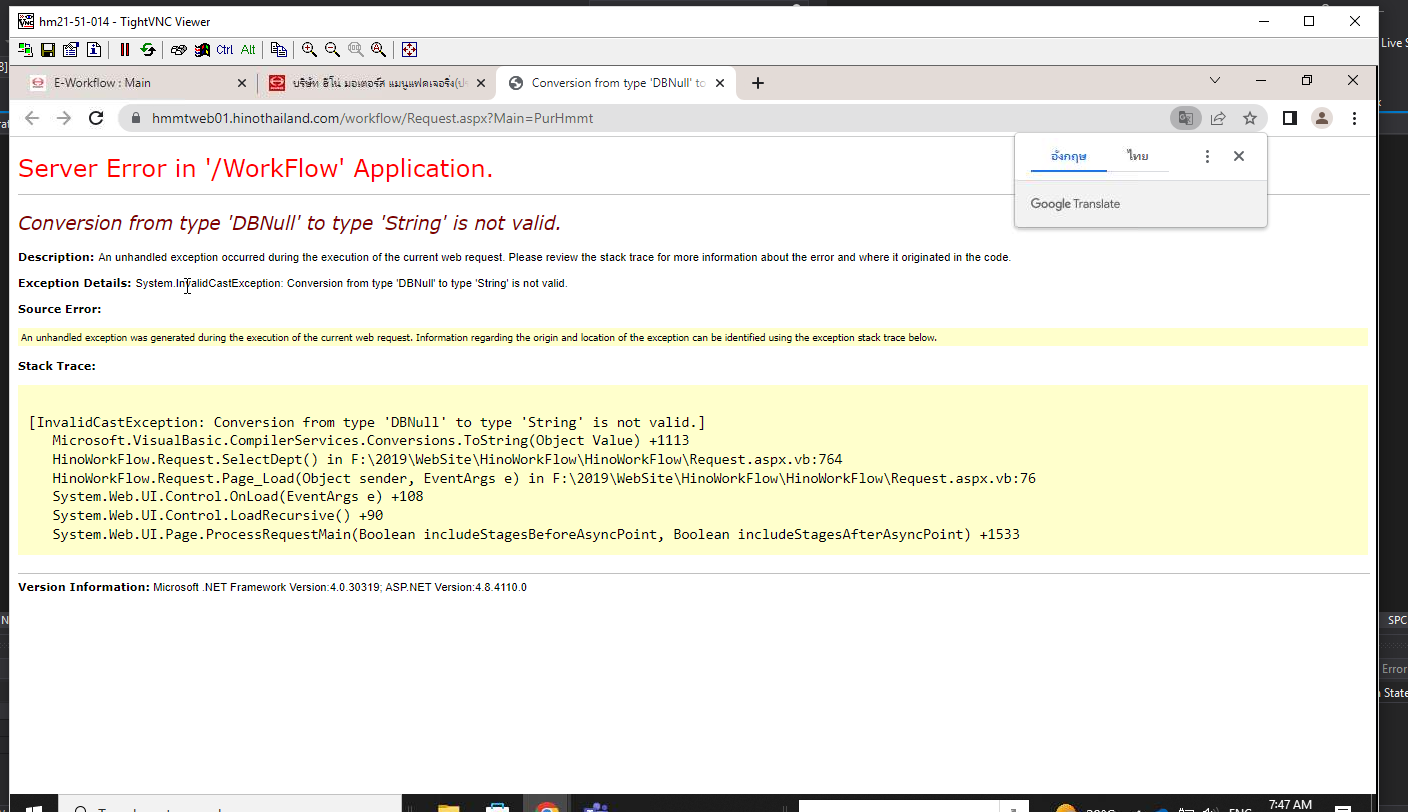 hm21-51-014 - TightVNC Viewer
Ctrl Alt
Live S
E-Workflow : Main
บริษัท ฮีโน่ มอเตอร์ส แมนูแฟคเจอริ่ง(ปร
Conversion from type 'DBNull' to
hmmtweb01.hinothailand.com/workflow/Request.aspx?Main=PurHmmt
อังกฤษ ไทย
Google Translate
Server Error in '/WorkFlow' Application.
Conversion from type 'DBNull' to type 'String' is not valid.
Description: An unhandled exception occurred during the execution of the current web request. Please review the stack trace for more information about the error and where it originated in the code.
Exception Details: System.InvalidCastException: Conversion from type 'DBNull' to type 'String' is not valid.
Source Error:
An unhandled exception was generated during the execution of the current web request. Information regarding the origin and location of the exception can be identified using the exception stack trace below.
Stack Trace:
[InvalidCastException: Conversion from type 'DBNull' to type 'String' is not valid.]
Microsoft.VisualBasic.CompilerServices.Conversions.ToString(Object Value) +1113
HinoWorkFlow.Request.SelectDept() in F:\2019\WebSite\HinoWorkFlow\HinoWorkFlow\Request.aspx.vb:764
HinoWorkFlow.Request.Page_Load(Object sender, EventArgs e) in F:\2019\WebSite\HinoWorkFlow\HinoWorkFlow\Request.aspx.vb:76
System.Web.UI.Control.OnLoad(EventArgs e) +108
System.Web.UI.Control.LoadRecursive() +90
System.Web.UI.Page.ProcessRequestMain(Boolean includeStagesBeforeAsyncPoint, Boolean includeStagesAfterAsyncPoint) +1533
Version Information: Microsoft .NET Framework Version:4.0.30319; ASP.NET Version:4.8.4110.0
SPC
Error
State
7:47 AM